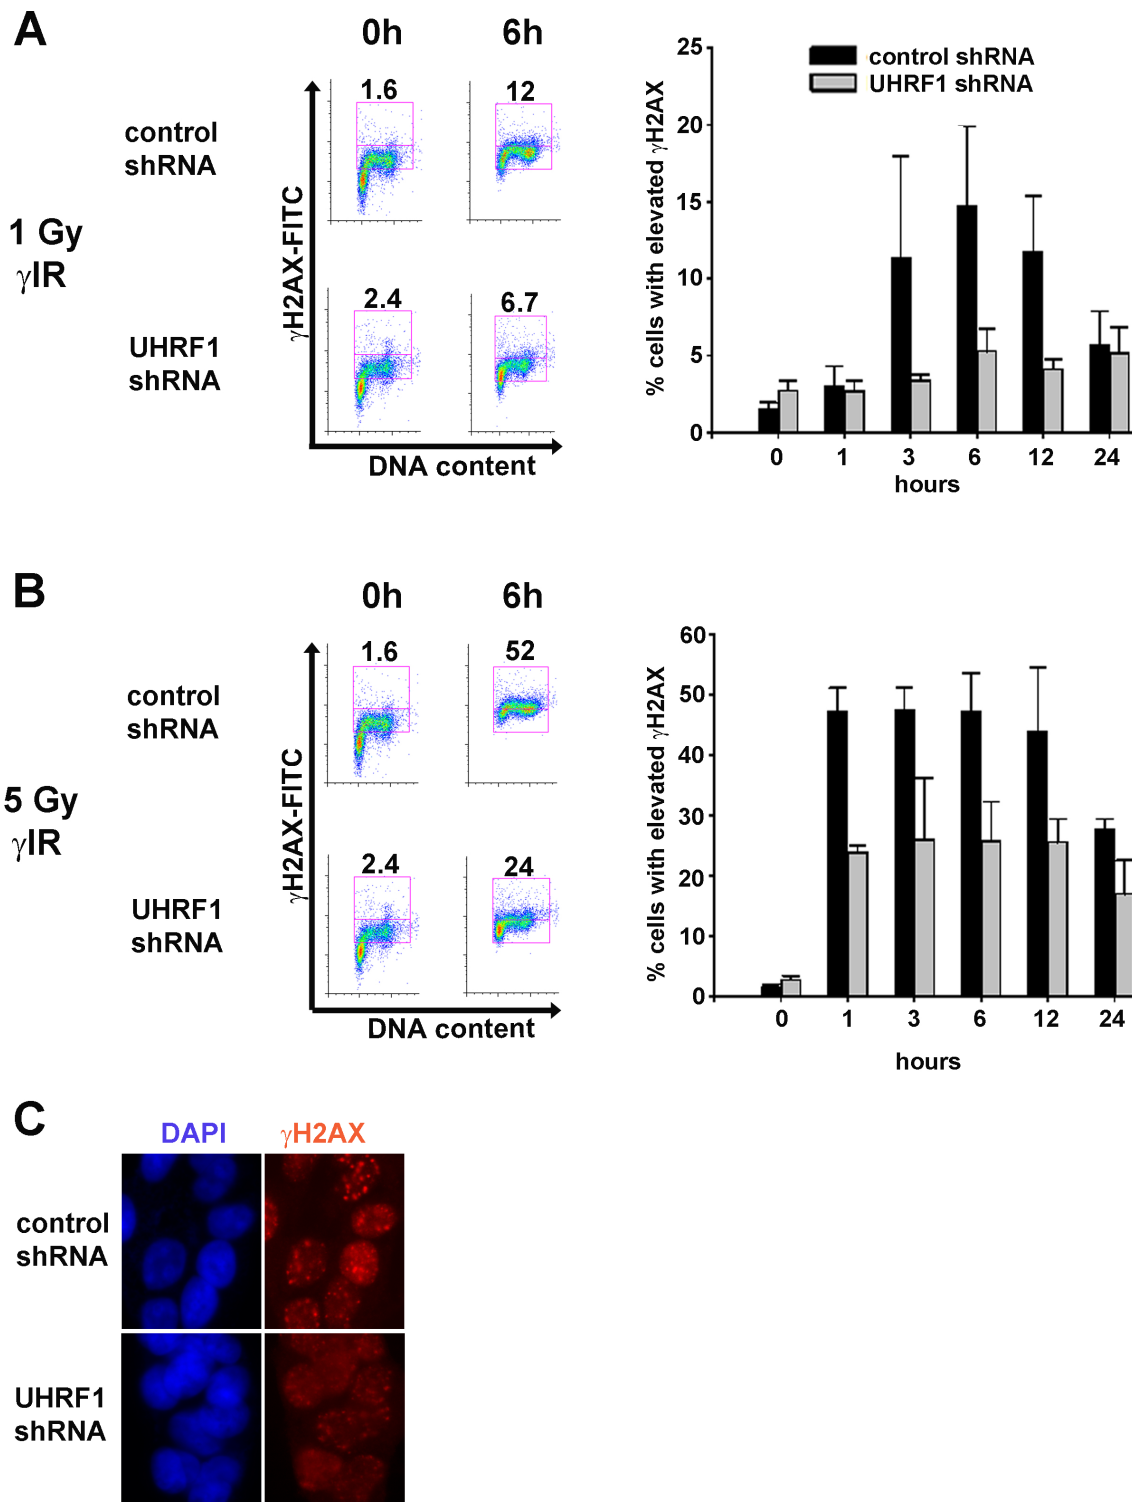 A
0h 6h
control
shRNA
1.6
12
1 Gy
γIR
UHRF1
shRNA
2.4
6.7
γH2AX-FITC
DNA content
% cells with elevated γH2AX
25
20
15
10
5
0
control shRNA
UHRF1 shRNA
0 1 3 6 12 24
hours
B
0h 6h
control
shRNA
1.6
52
5 Gy
γIR
UHRF1
shRNA
2.4
24
γH2AX-FITC
DNA content
% cells with elevated γH2AX
60
50
40
30
20
10
0
0 1 3 6 12 24
hours
C
DAPI γH2AX
control
shRNA
UHRF1
shRNA